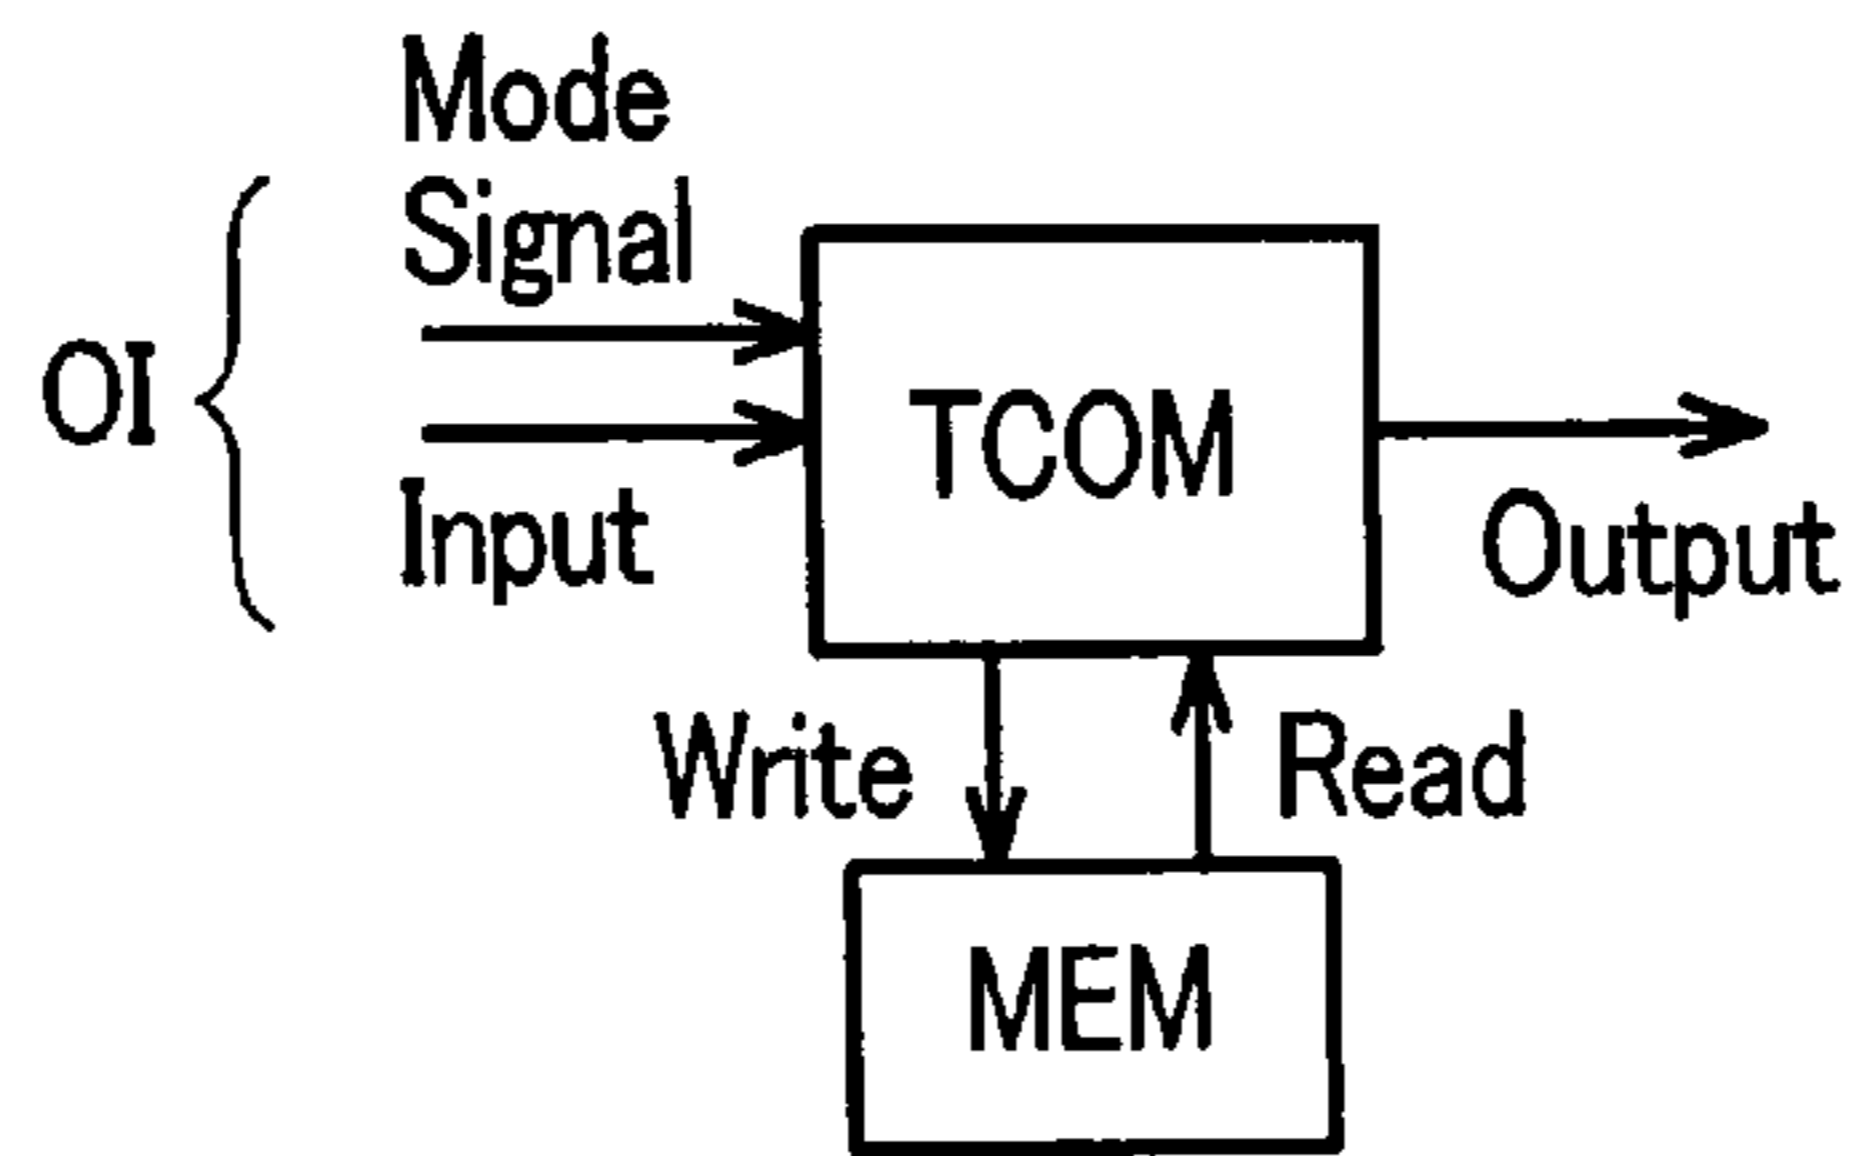 Mode
Signal
OI
TCOM
Input
Output
Write
Read
MEM